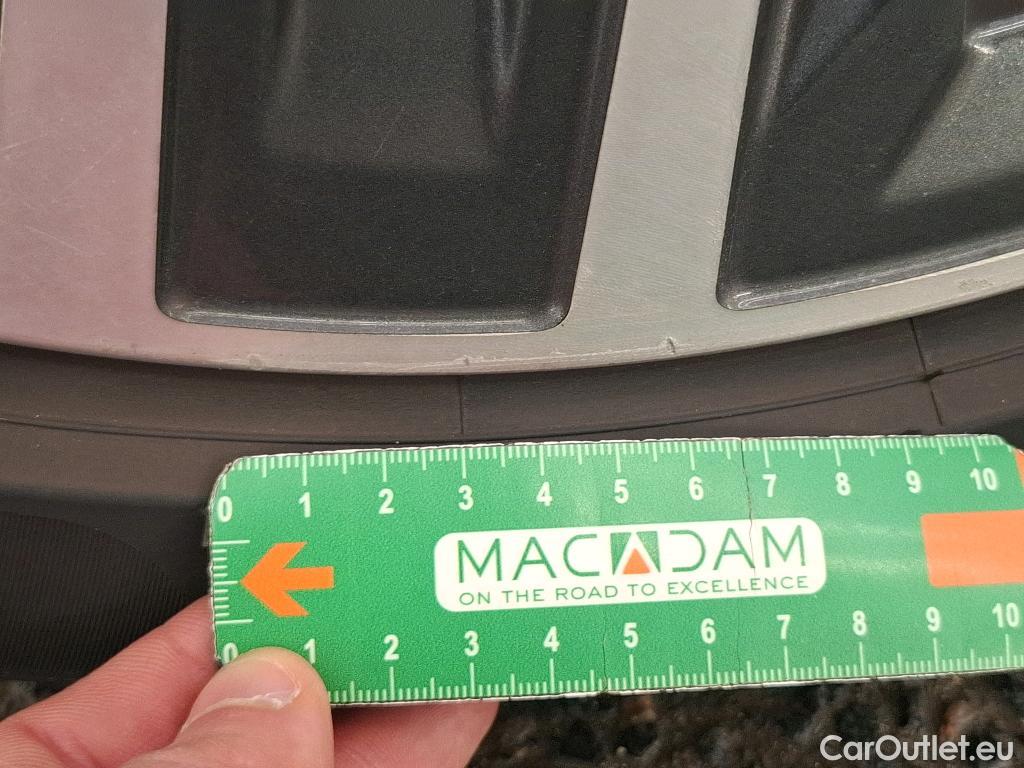 0 1 2 3 4 5 6 7 8 9 10
MACADAM
ON THE ROAD TO EXCELLENCE
0 1 2 3 4 5 6 7 8 9 10
CarOutlet.eu